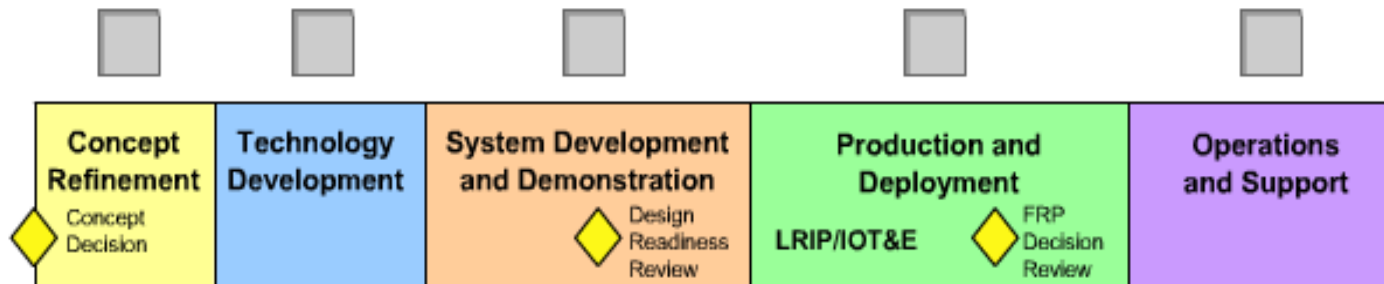 Concept
Refinement
Concept
Decision
Technology
Development
System Development
and Demonstration
Design
Readiness
Review
Production and
Deployment
LRIP/IOT&E
FRP
Decision
Review
Operations
and Support